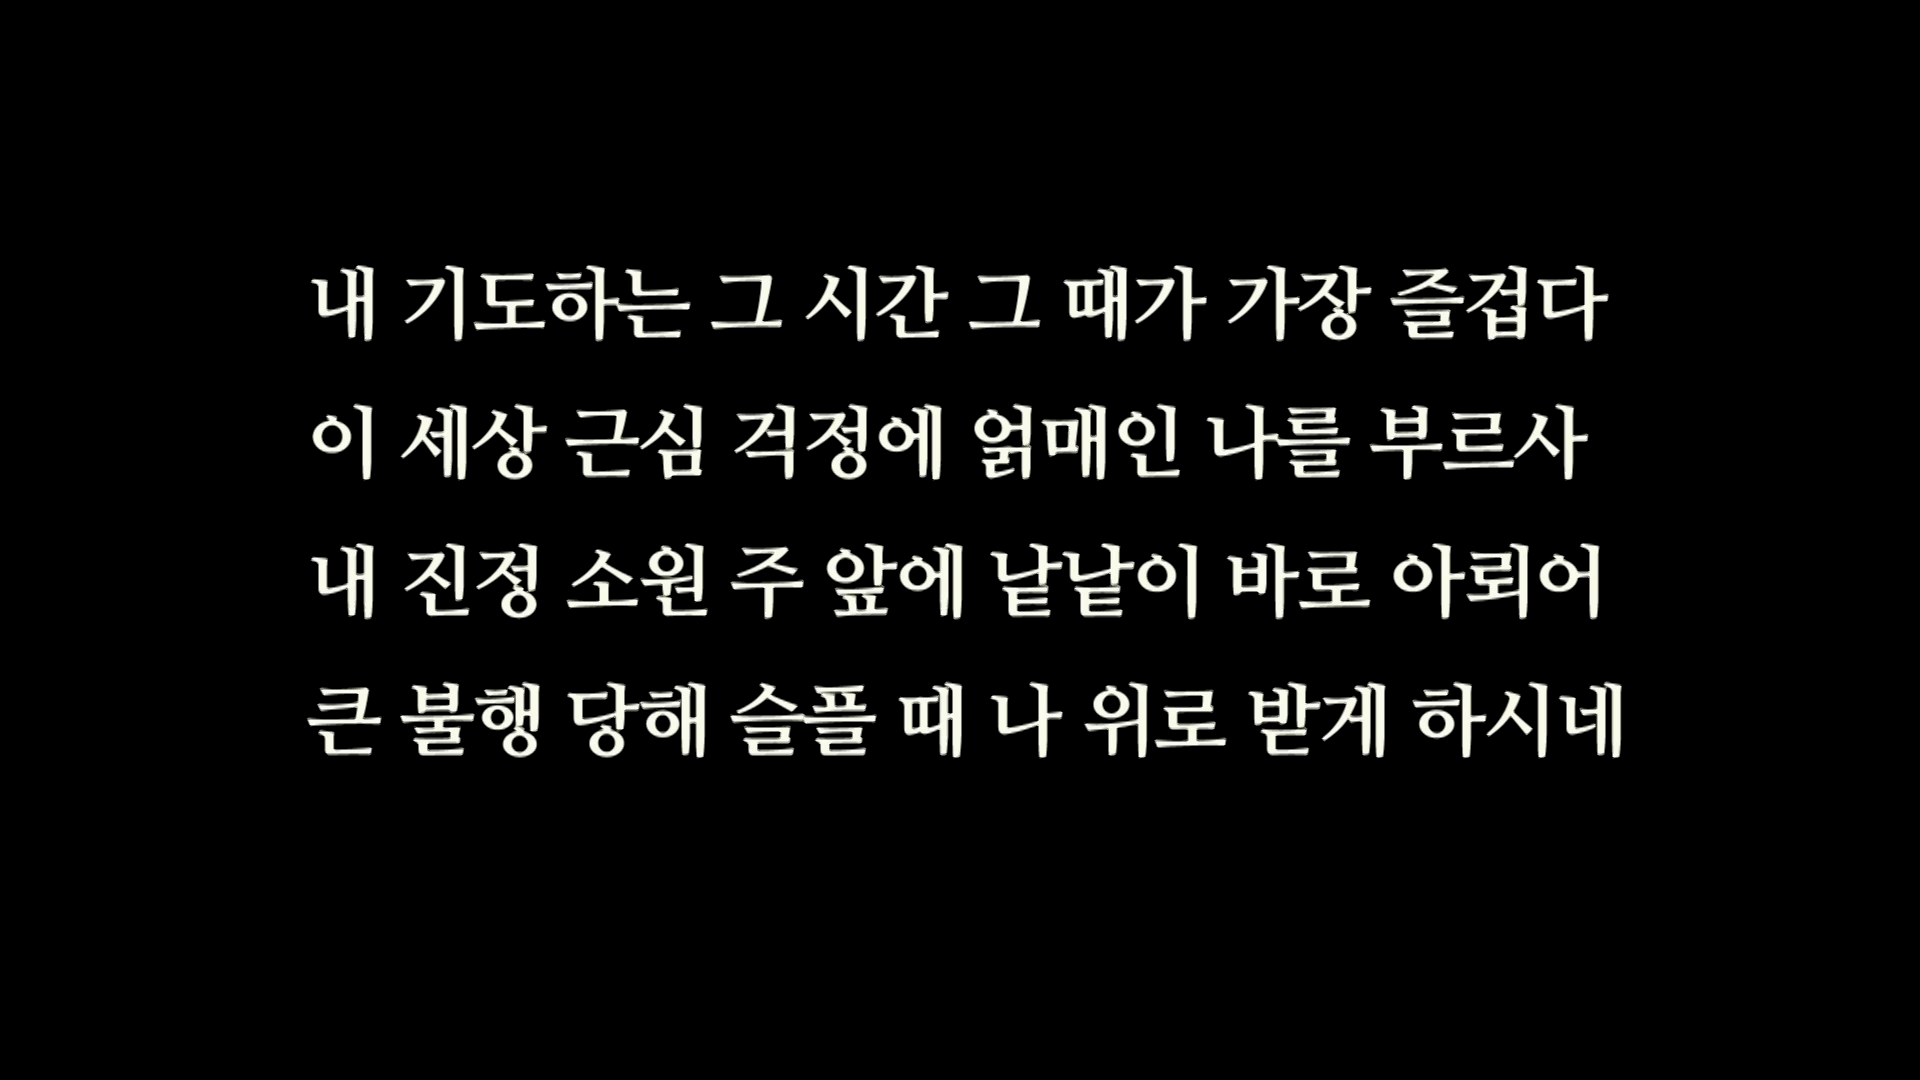 내 기도하는 그 시간 그 때가 가장 즐겁다
이 세상 근심 걱정에 얽매인 나를 부르사
내 진정 소원 주 앞에 낱낱이 바로 아뢰어
큰 불행 당해 슬플 때 나 위로 받게 하시네